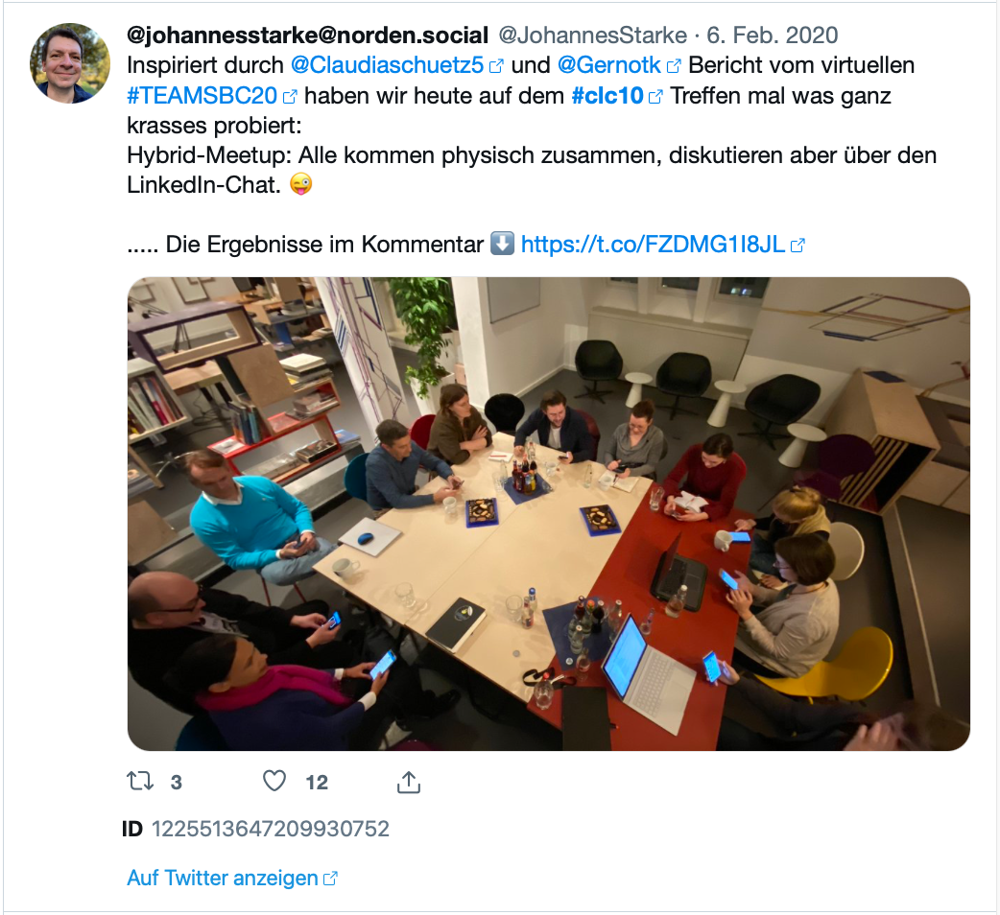 @johannesstarke@norden.social @JohannesStarke · 6. Feb. 2020
Inspiriert durch @Claudiaschuetz5 und @Gernotk Bericht vom virtuellen
#TEAMSBC20 haben wir heute auf dem #clc10 Treffen mal was ganz
krasses probiert:
Hybrid-Meetup: Alle kommen physisch zusammen, diskutieren aber über den
LinkedIn-Chat. 😜
..... Die Ergebnisse im Kommentar ⬇️ https://t.co/FZDMG1I8JL
3 12
ID 1225513647209930752
Auf Twitter anzeigen